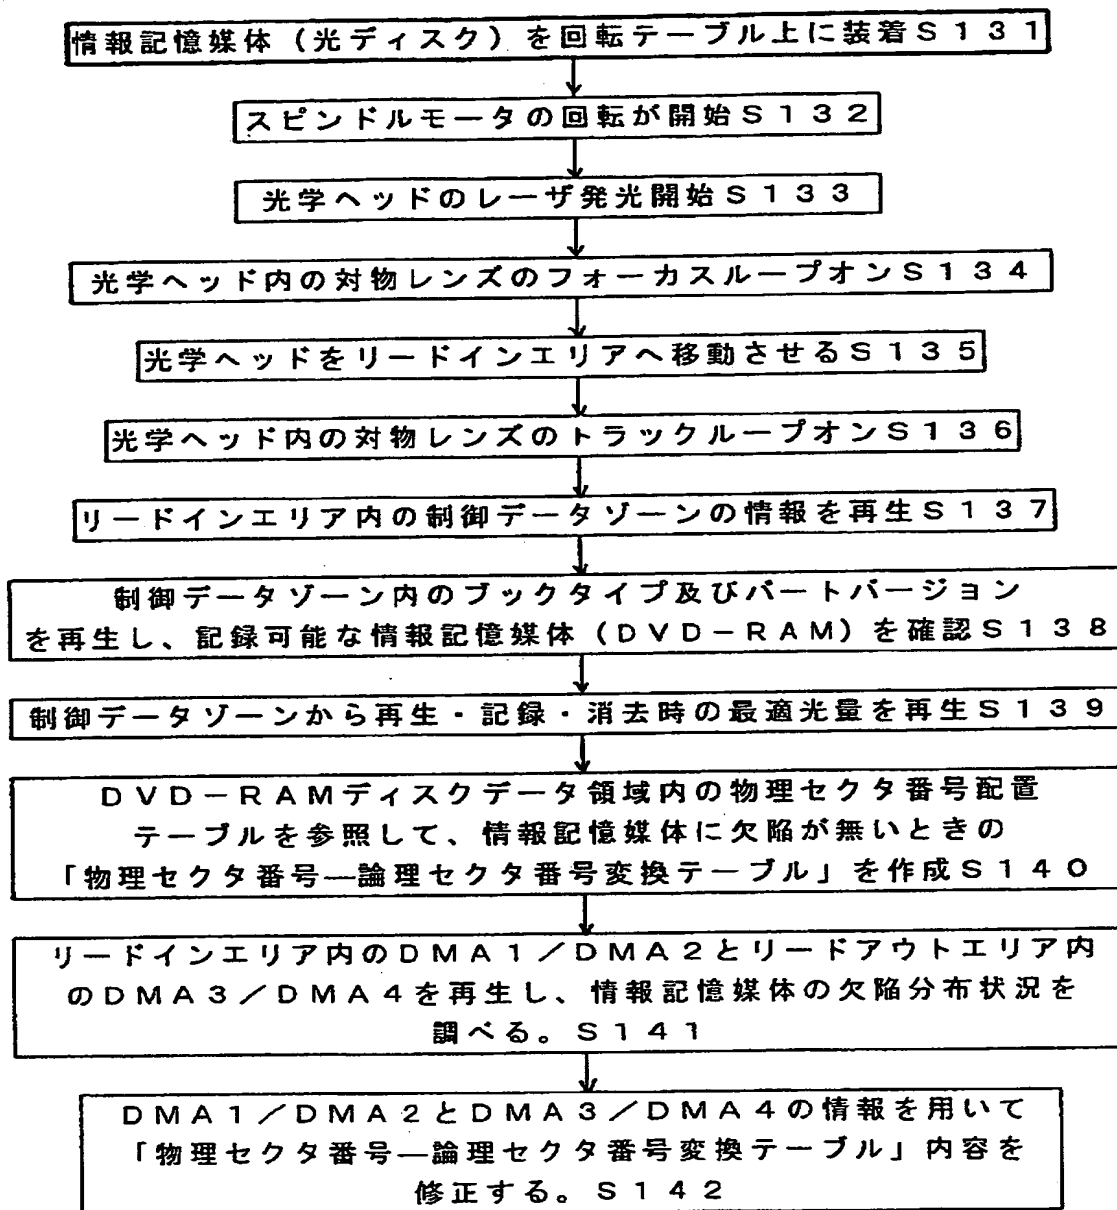 情報記憶媒体（光ディスク）を回転テーブル上に装着Ｓ１３１
スピンドルモータの回転が開始Ｓ１３２
光学ヘッドのレーザ発光開始Ｓ１３３
光学ヘッド内の対物レンズのフォーカスループオンＳ１３４
光学ヘッドをリードインエリアへ移動させるＳ１３５
光学ヘッド内の対物レンズのトラックループオンＳ１３６
リードインエリア内の制御データゾーンの情報を再生Ｓ１３７
制御データゾーン内のブックタイプ及びパートバージョン
を再生し、記録可能な情報記憶媒体（ＤＶＤ－ＲＡＭ）を確認Ｓ１３８
制御データゾーンから再生・記録・消去時の最適光量を再生Ｓ１３９
ＤＶＤ－ＲＡＭディスクデータ領域内の物理セクタ番号配置
テーブルを参照して、情報記憶媒体に欠陥が無いときの
「物理セクタ番号―論理セクタ番号変換テーブル」を作成Ｓ１４０
リードインエリア内のＤＭＡ１／ＤＭＡ２とリードアウトエリア内
のＤＭＡ３／ＤＭＡ４を再生し、情報記憶媒体の欠陥分布状況を
調べる。Ｓ１４１
ＤＭＡ１／ＤＭＡ２とＤＭＡ３／ＤＭＡ４の情報を用いて
「物理セクタ番号―論理セクタ番号変換テーブル」内容を
修正する。Ｓ１４２